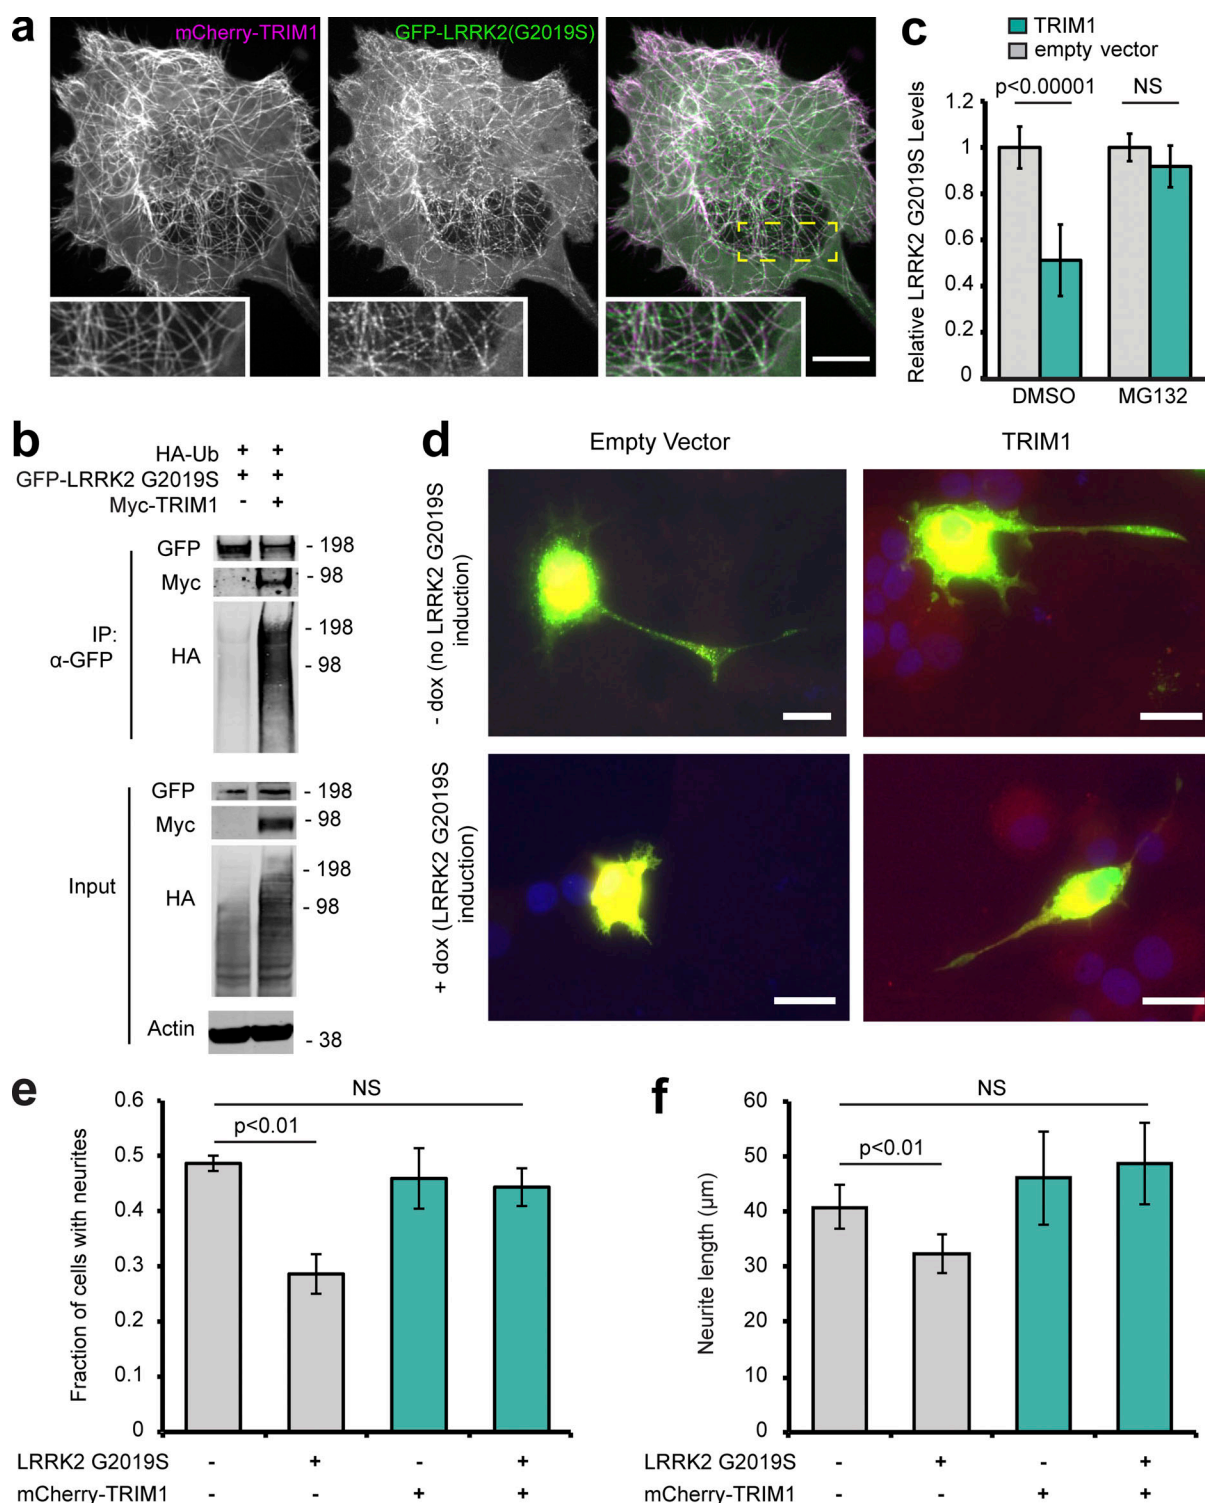 a
mCherry-TRIM1
GFP-LRRK2(G2019S)
c
TRIM1
empty vector
p<0.00001
NS
Relative LRRK2 G2019S Levels
1.2
1
0.8
0.6
0.4
0.2
0
DMSO
MG132
b
HA-Ub + +
GFP-LRRK2 G2019S + +
Myc-TRIM1 - +
IP:
α-GFP
GFP
- 198
Myc
- 98
HA
- 198
- 98
Input
GFP
- 198
Myc
- 98
HA
- 198
- 98
Actin
- 38
d
Empty Vector
TRIM1
- dox (no LRRK2 G2019S
induction)
+ dox (LRRK2 G2019S
induction)
e
NS
p<0.01
Fraction of cells with neurites
0.6
0.5
0.4
0.3
0.2
0.1
0
LRRK2 G2019S - + - +
mCherry-TRIM1 - - + +
f
NS
p<0.01
Neurite length (µm)
60
50
40
30
20
10
0
LRRK2 G2019S - + - +
mCherry-TRIM1 - - + +